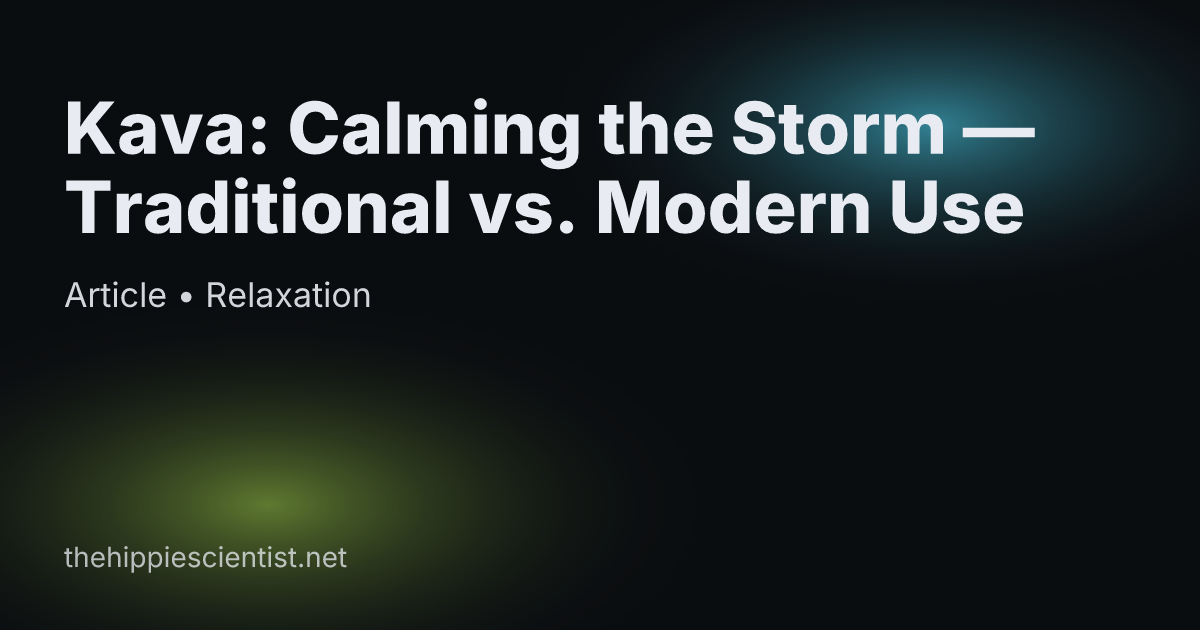 Kava: Calming the Storm —
Traditional vs. Modern Use
Article • Relaxation
thehippiescientist.net